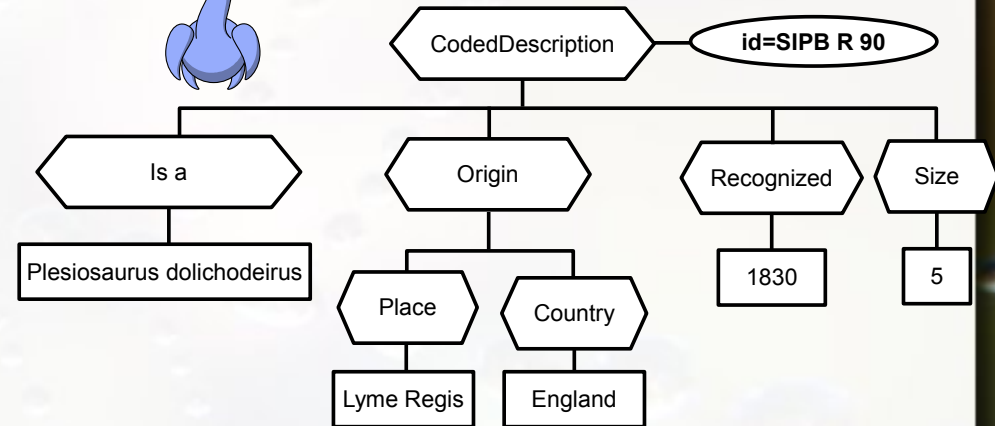 CodedDescription
id=SIPB R 90
Is a
Origin
Recognized
Size
Plesiosaurus dolichodeirus
1830
5
Place
Country
Lyme Regis
England